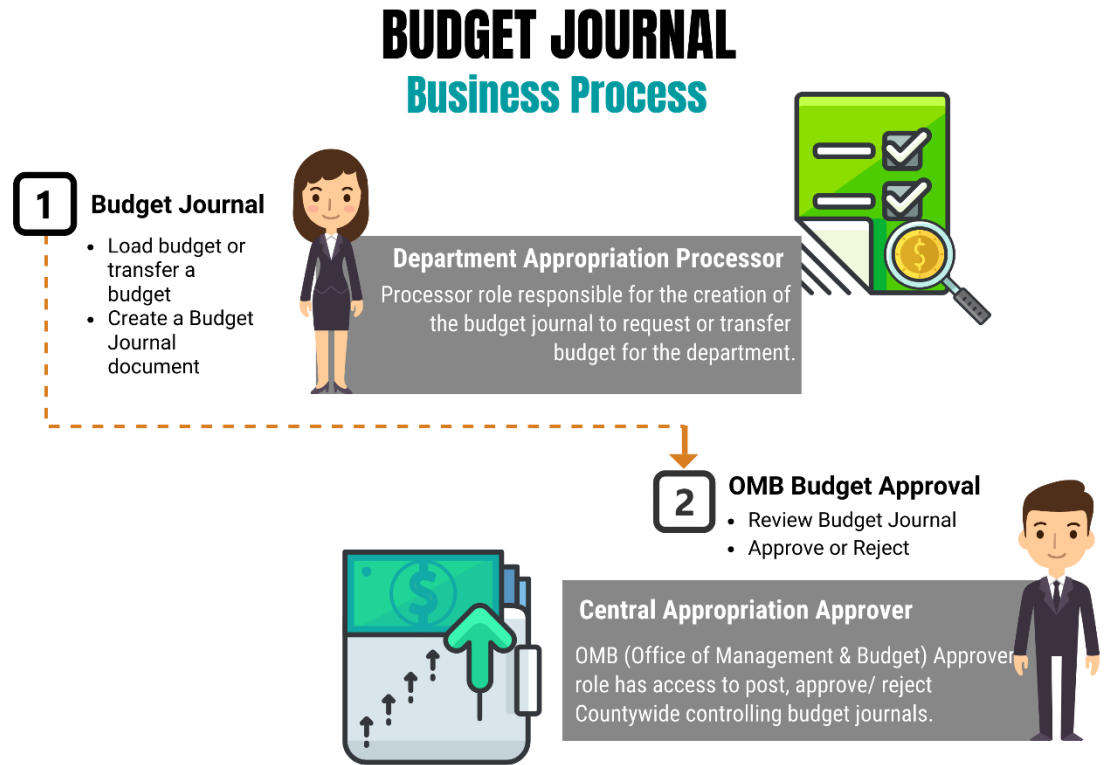 BUDGET JOURNAL
Business Process
1
Budget Journal
• Load budget or
transfer a
budget
• Create a Budget
Journal
document
Department Appropriation Processor
Processor role responsible for the creation of
the budget journal to request or transfer
budget for the department.
2
OMB Budget Approval
• Review Budget Journal
• Approve or Reject
Central Appropriation Approver
OMB (Office of Management & Budget) Approver
role has access to post, approve/ reject
Countywide controlling budget journals.
$
$